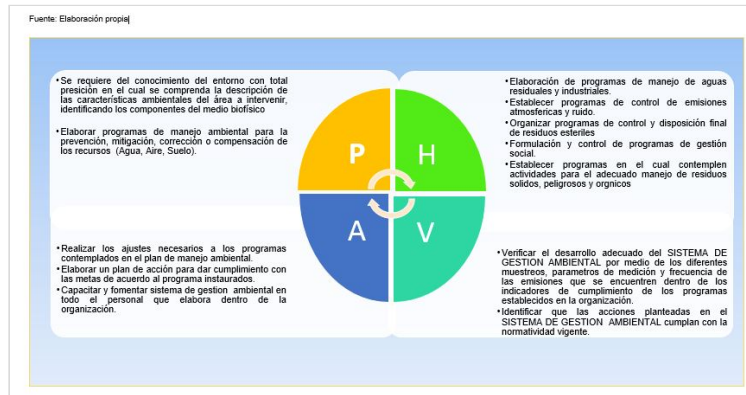 Fuente: Elaboración propia
•Se requiere del conocimiento del entorno con total
presición en el cual se comprenda la descripción de
las características ambientales del área a intervenir,
identificando los componentes del medio biofísico
•Elaborar programas de manejo ambiental para la
prevención, mitigación, corrección o compensación de
los recursos (Agua, Aire, Suelo).
P
H
•Elaboración de programas de manejo de aguas
residuales y industriales.
•Establecer programas de control de emisiones
atmosfericas y ruido.
•Organizar programas de control y disposición final
de residuos esteriles
•Formulación y control de programas de gestión
social.
•Establecer programas en el cual contemplen
actividades para el adecuado manejo de residuos
solidos, peligrosos y orgnicos
•Realizar los ajustes necesarios a los programas
contemplados en el plan de manejo ambiental.
•Elaborar un plan de acción para dar cumplimiento con
las metas de acuerdo al programa instaurados.
•Capacitar y fomentar sistema de gestion ambiental en
todo el personal que elabora dentro de la
organización.
A
V
•Verificar el desarrollo adecuado del SISTEMA DE
GESTION AMBIENTAL por medio de los diferentes
muestreos, parametros de medición y frecuencia de
las emisiones que se encuentren dentro de los
indicadores de cumplimiento de los programas
establecidos en la organización.
•Identificar que las acciones planteadas en el
SISTEMA DE GESTION AMBIENTAL cumplan con la
normatividad vigente.